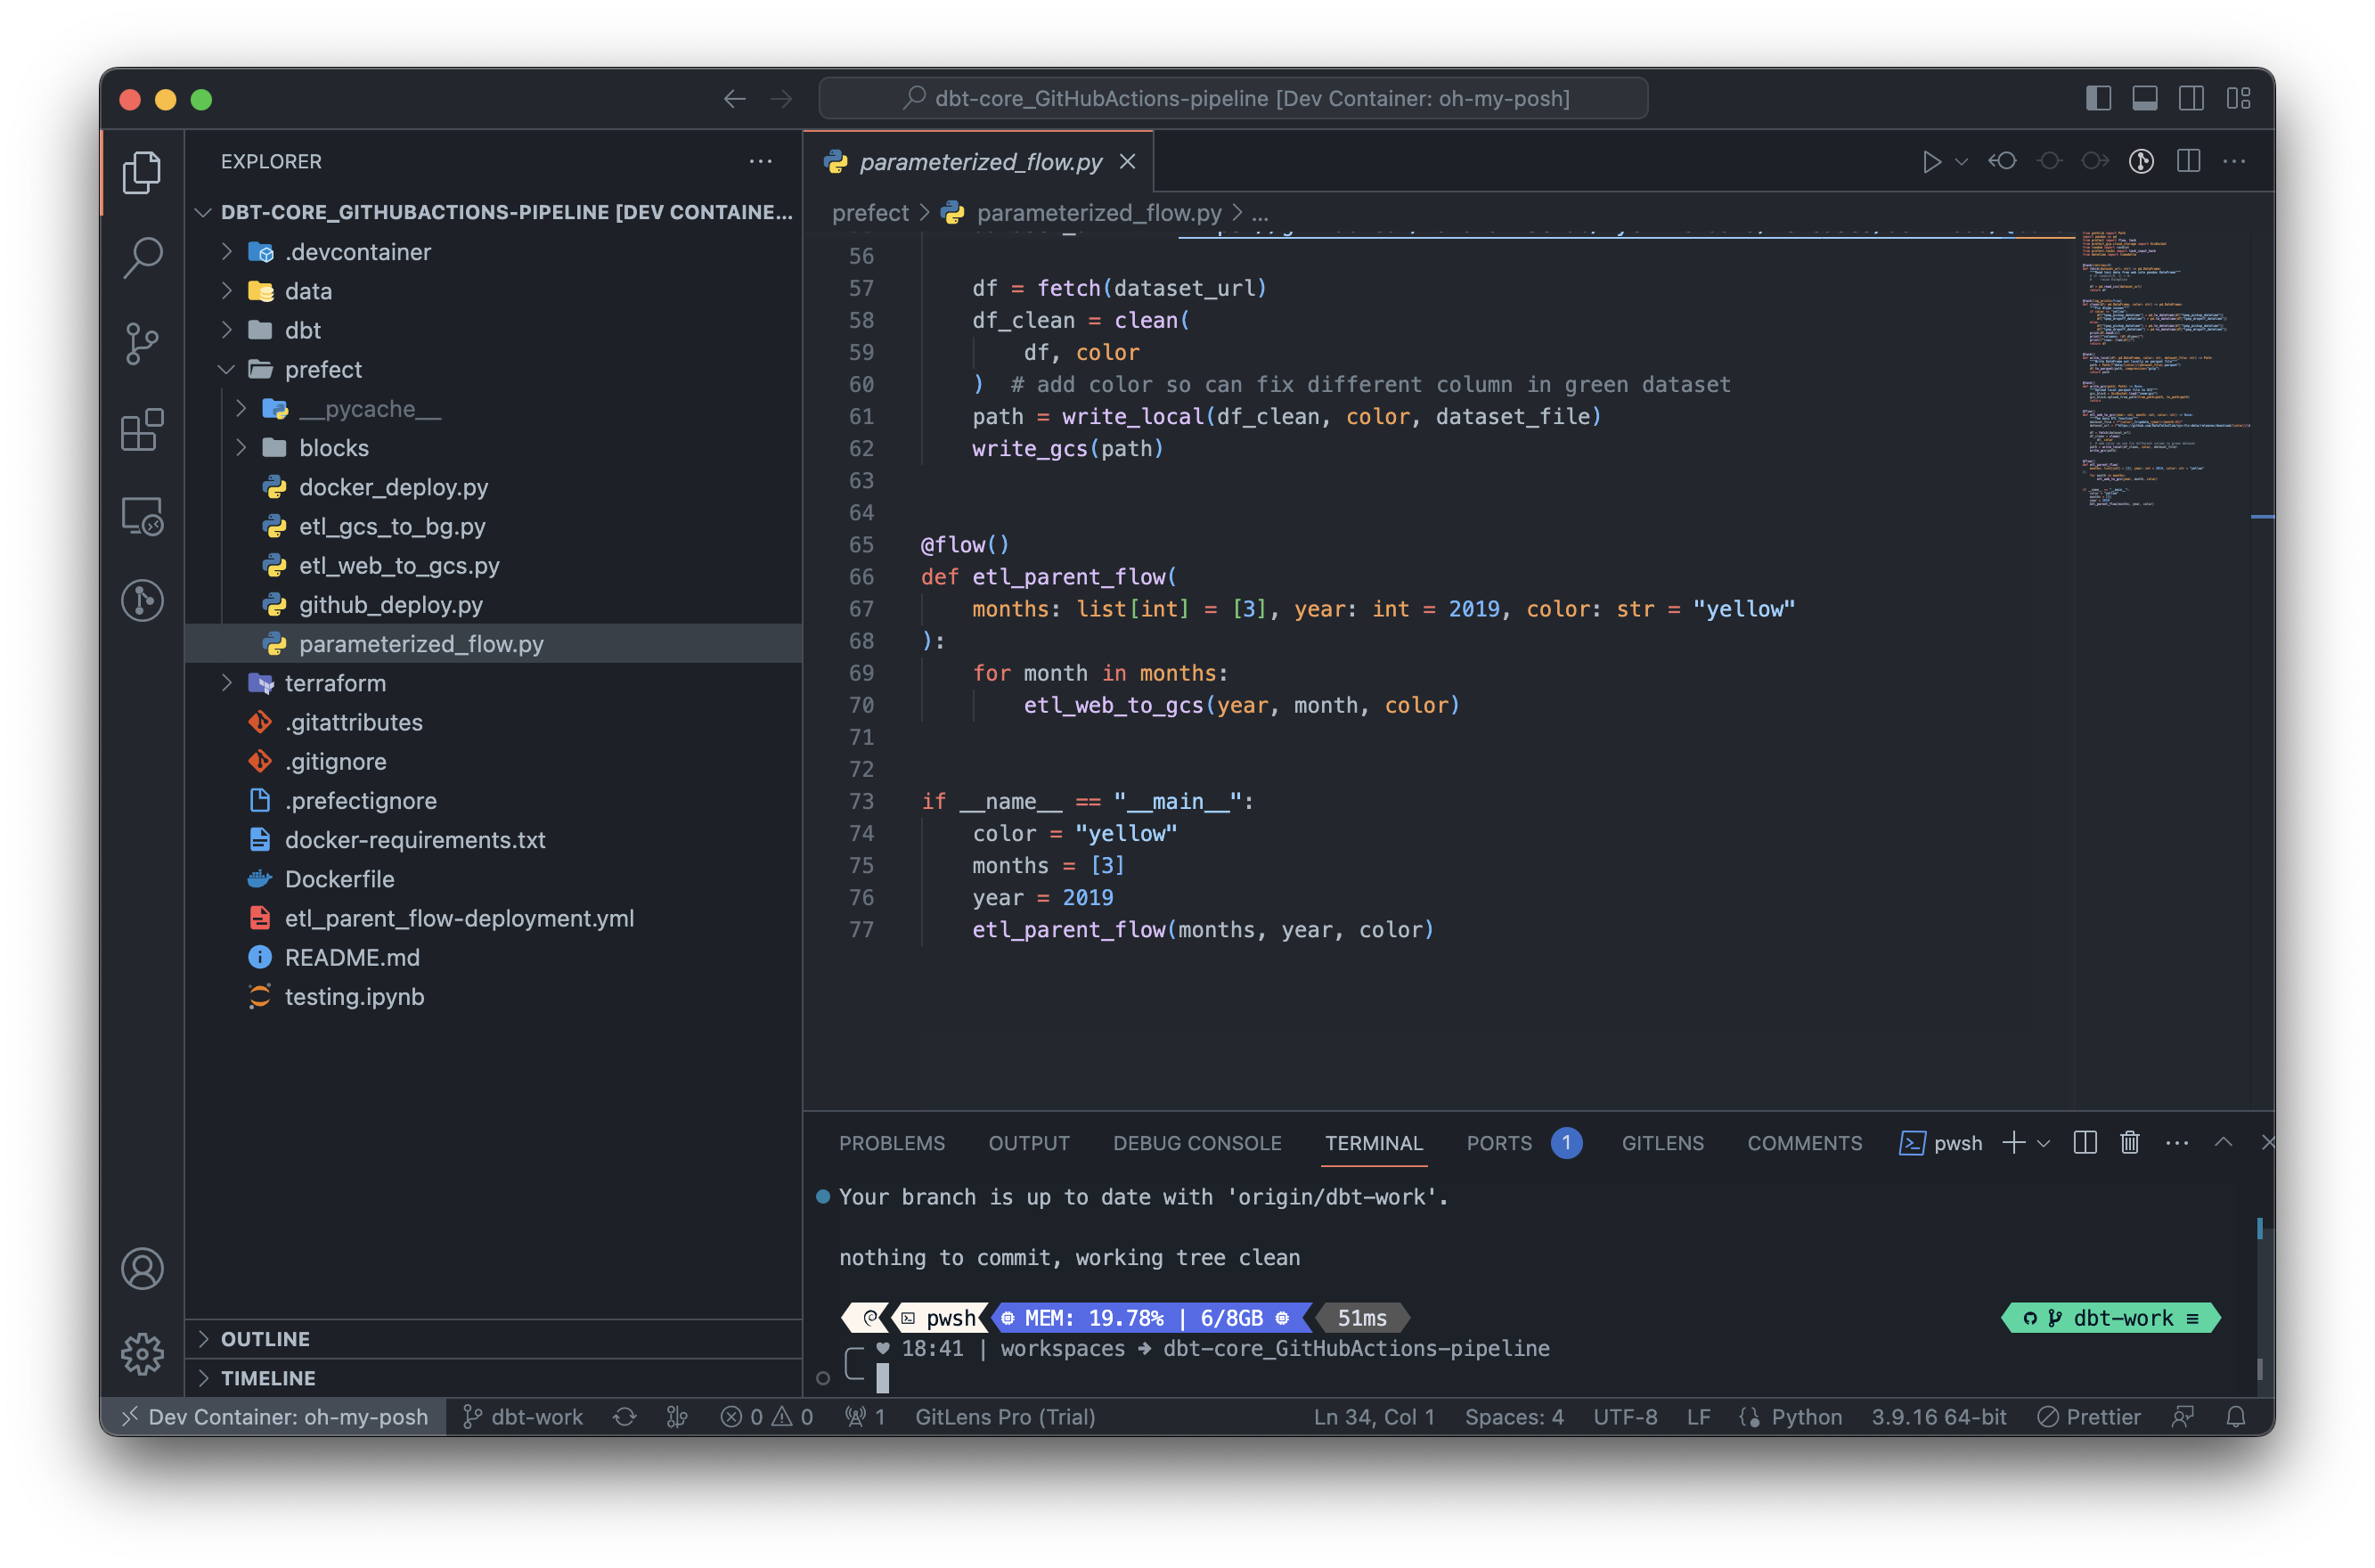 dbt-core_GitHubActions-pipeline [Dev Container: oh-my-posh]
EXPLORER
DBT-CORE_GITHUBACTIONS-PIPELINE [DEV CONTAINE...
.devcontainer
data
dbt
prefect
__pycache__
blocks
docker_deploy.py
etl_gcs_to_bg.py
etl_web_to_gcs.py
github_deploy.py
parameterized_flow.py
terraform
.gitattributes
.gitignore
.prefectignore
docker-requirements.txt
Dockerfile
etl_parent_flow-deployment.yml
README.md
testing.ipynb
OUTLINE
TIMELINE
parameterized_flow.py
prefect > parameterized_flow.py > ...
56
57 df = fetch(dataset_url)
58 df_clean = clean(
59 df, color
60 ) # add color so can fix different column in green dataset
61 path = write_local(df_clean, color, dataset_file)
62 write_gcs(path)
63
64
65 @flow()
66 def etl_parent_flow(
67 months: list[int] = [3], year: int = 2019, color: str = "yellow"
68 ):
69 for month in months:
70 etl_web_to_gcs(year, month, color)
71
72
73 if __name__ == "__main__":
74 color = "yellow"
75 months = [3]
76 year = 2019
77 etl_parent_flow(months, year, color)
PROBLEMS OUTPUT DEBUG CONSOLE TERMINAL PORTS 1 GITLENS COMMENTS pwsh
Your branch is up to date with 'origin/dbt-work'.
nothing to commit, working tree clean
pwsh MEM: 19.78% | 6/8GB 51ms dbt-work ≡
♥ 18:41 | workspaces ➜ dbt-core_GitHubActions-pipeline
Dev Container: oh-my-posh dbt-work 0 0 1 GitLens Pro (Trial) Ln 34, Col 1 Spaces: 4 UTF-8 LF Python 3.9.16 64-bit Prettier